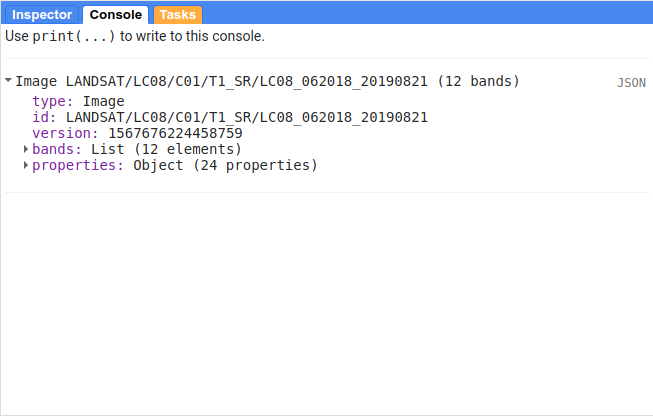 Inspector Console Tasks
Use print(...) to write to this console.
Image LANDSAT/LC08/C01/T1_SR/LC08_062018_20190821 (12 bands) JSON
type: Image
id: LANDSAT/LC08/C01/T1_SR/LC08_062018_20190821
version: 1567676224458759
bands: List (12 elements)
properties: Object (24 properties)